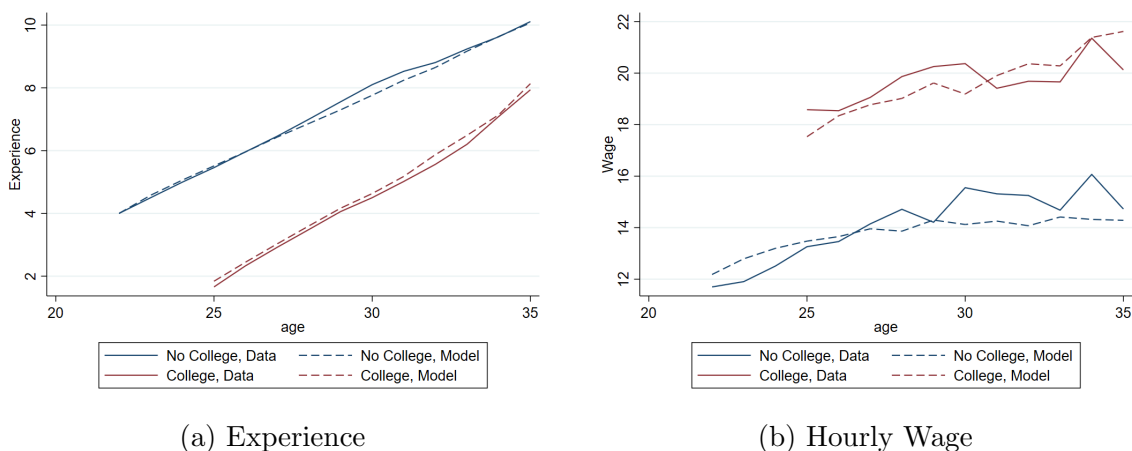 10
8
6
4
2
Experience
20 25 30 35
age
No College, Data No College, Model
College, Data College, Model
(a) Experience
22
20
18
16
14
12
Wage
20 25 30 35
age
No College, Data No College, Model
College, Data College, Model
(b) Hourly Wage